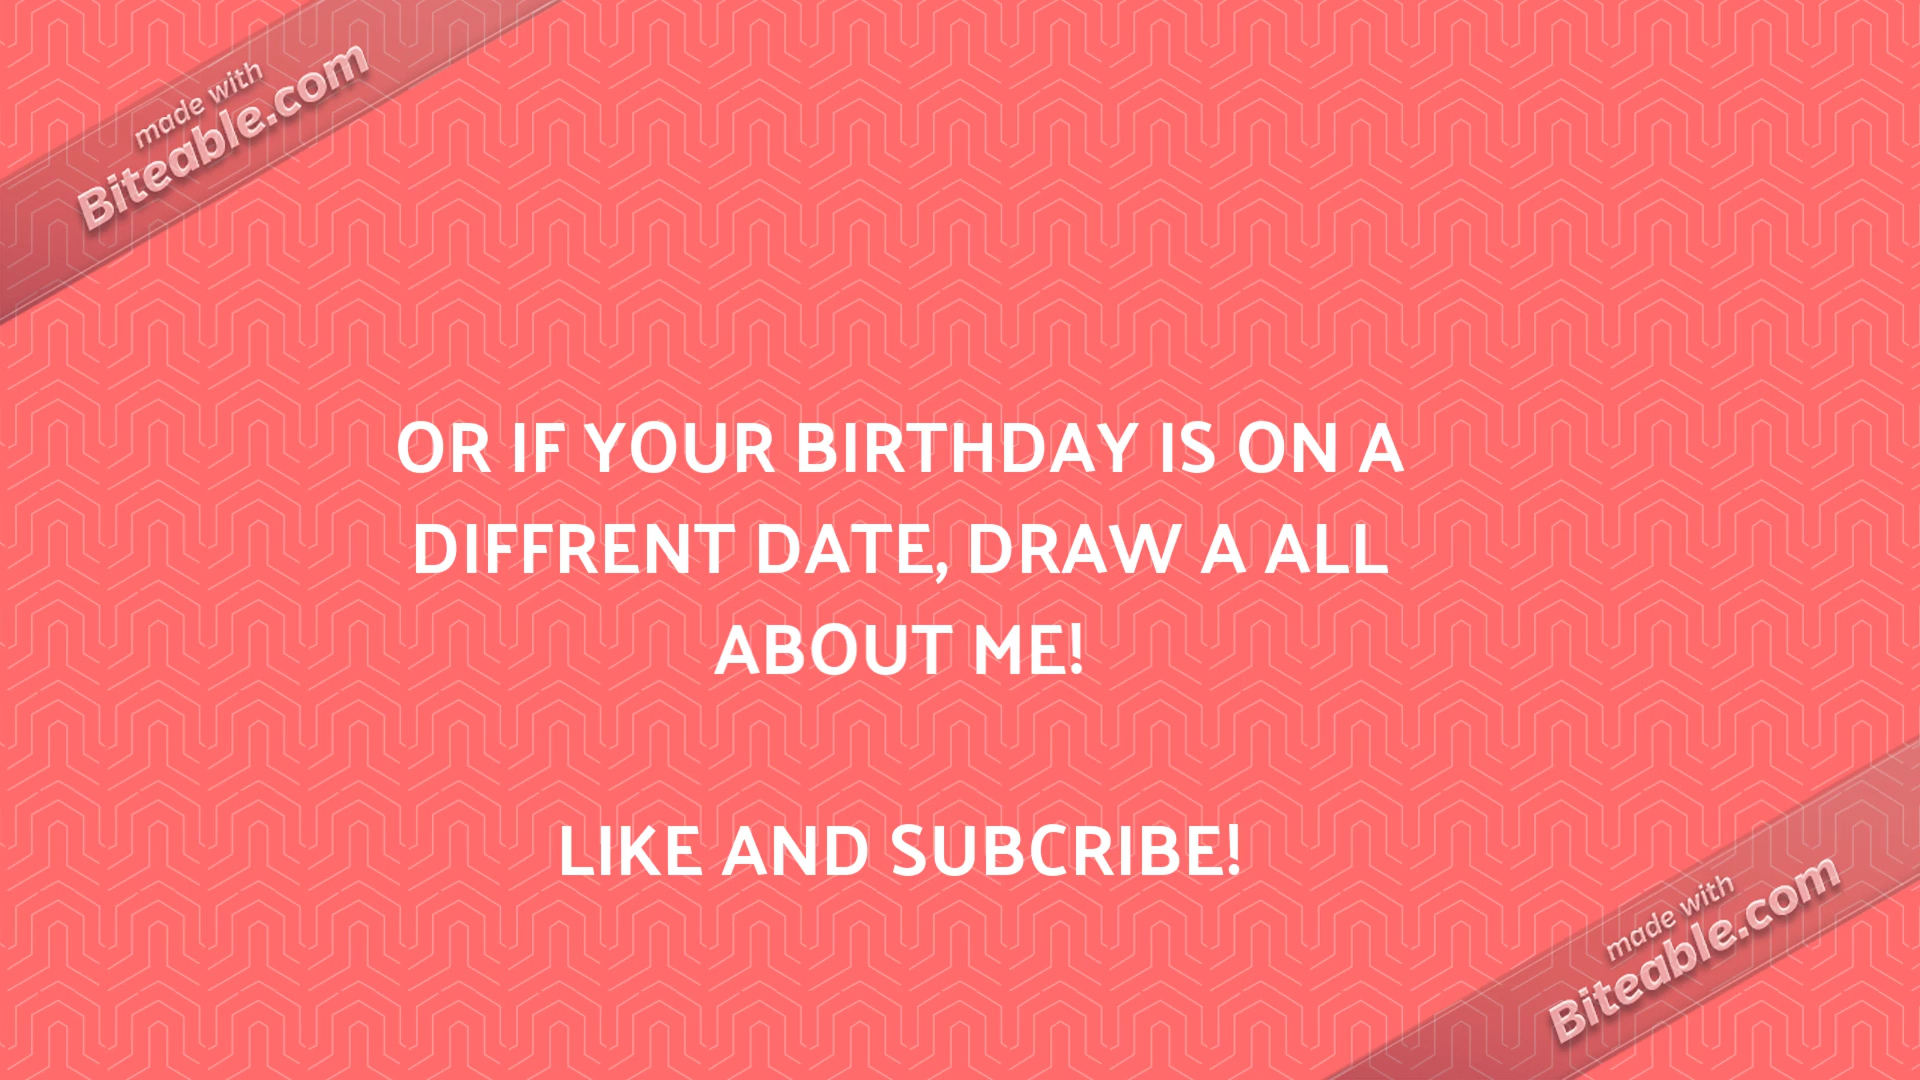 made with
Biteable.com
OR IF YOUR BIRTHDAY IS ON A
DIFFRENT DATE, DRAW A ALL
ABOUT ME!
LIKE AND SUBCRIBE!
made with
Biteable.com